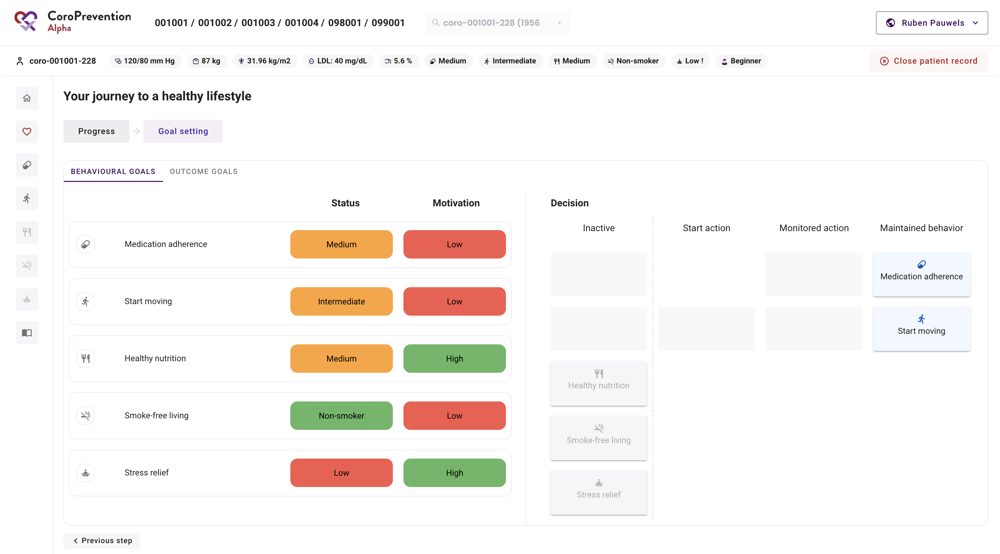 CoroPrevention
Alpha
001001 / 001002 / 001003 / 001004 / 098001 / 099001
coro-001001-228 (1956
Ruben Pauwels
coro-001001-228
120/80 mm Hg
87 kg
31.96 kg/m2
LDL: 40 mg/dL
5.6 %
Medium
Intermediate
Medium
Non-smoker
Low !
Beginner
Close patient record
Your journey to a healthy lifestyle
Progress
Goal setting
BEHAVIOURAL GOALS
OUTCOME GOALS
Status
Motivation
Medication adherence
Medium
Low
Start moving
Intermediate
Low
Healthy nutrition
Medium
High
Smoke-free living
Non-smoker
Low
Stress relief
Low
High
Decision
Inactive
Start action
Monitored action
Maintained behavior
Medication adherence
Start moving
Healthy nutrition
Smoke-free living
Stress relief
Previous step